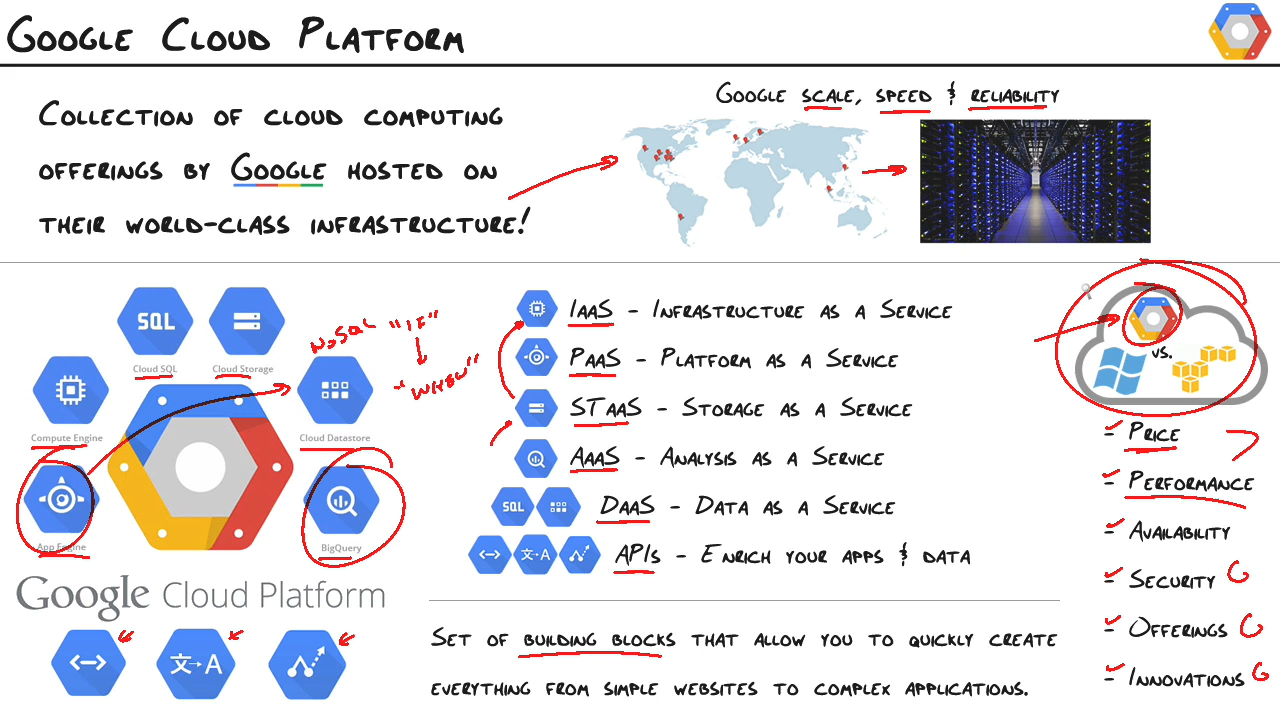 Google Cloud Platform
Collection of cloud computing
offerings by Google hosted on
their world-class infrastructure!
Google scale, speed & reliability
SQL
Cloud SQL
Cloud Storage
NoSQL "IF"
"WHEN"
Compute Engine
Cloud Datastore
App Engine
BigQuery
Google Cloud Platform
文→A
IaaS - Infrastructure as a Service
PaaS - Platform as a Service
STaaS - Storage as a Service
AaaS - Analysis as a Service
SQL DaaS - Data as a Service
文→A APIs - Enrich your apps & data
Set of building blocks that allow you to quickly create
everything from simple websites to complex applications.
vs.
- Price
- Performance
- Availability
- Security G
- Offerings G
- Innovations G